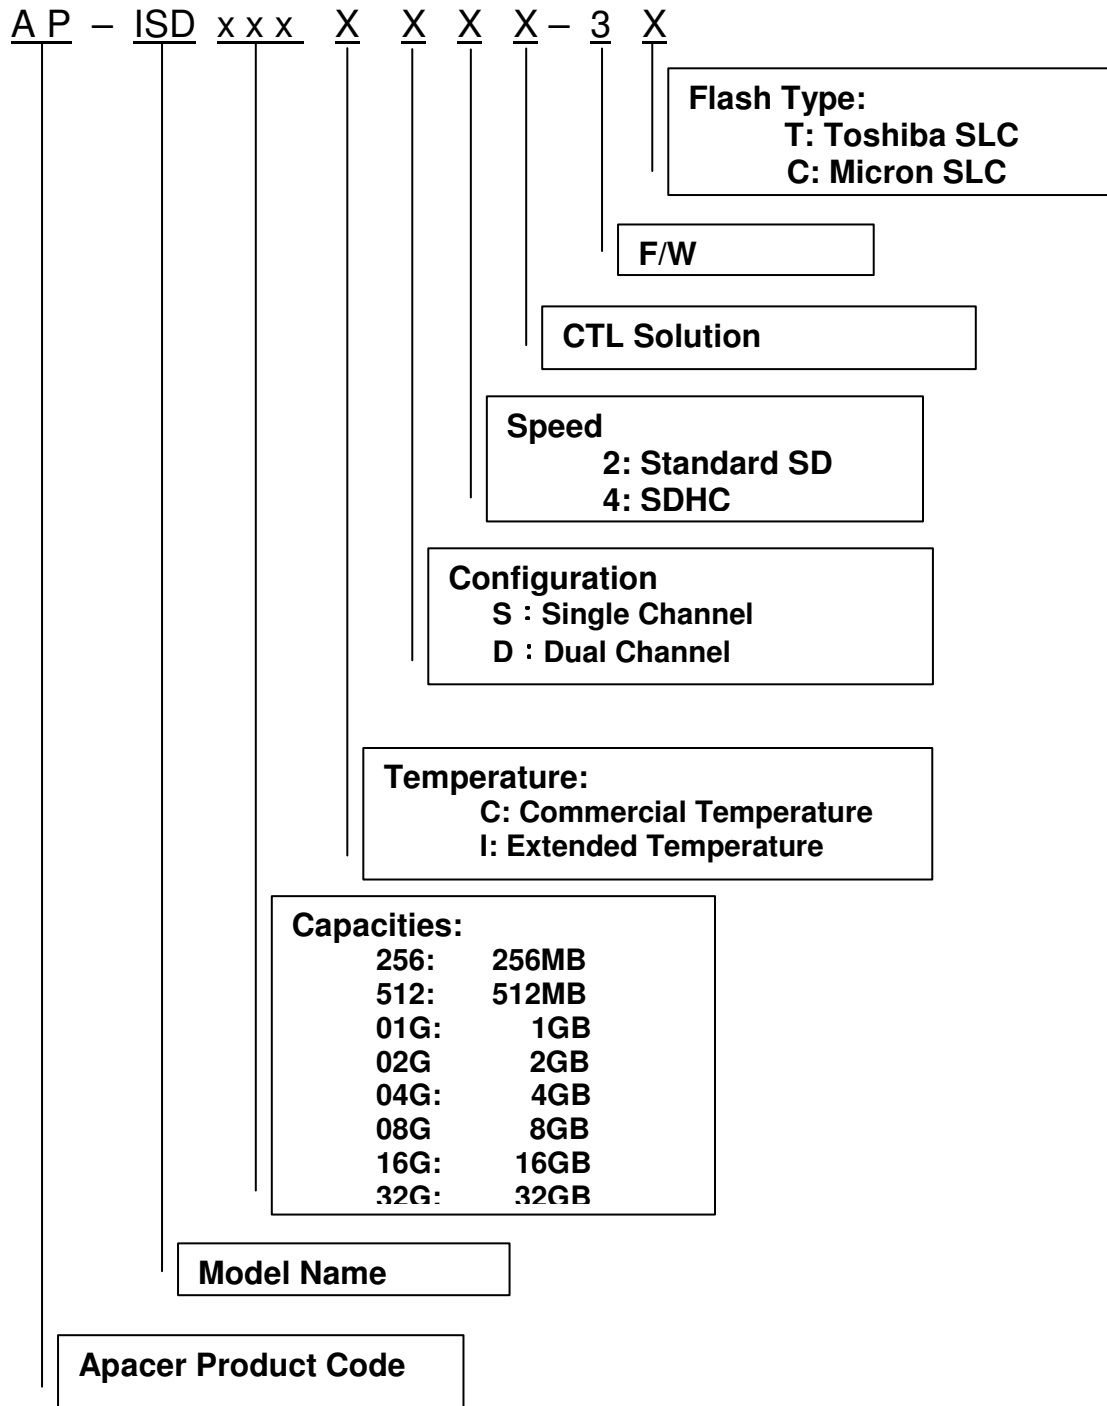 A P – ISD x x x X X X X – 3 X
Flash Type:
T: Toshiba SLC
C: Micron SLC
F/W
CTL Solution
Speed
2: Standard SD
4: SDHC
Configuration
S：Single Channel
D：Dual Channel
Temperature:
C: Commercial Temperature
I: Extended Temperature
Capacities:
256: 256MB
512: 512MB
01G: 1GB
02G 2GB
04G: 4GB
08G 8GB
16G: 16GB
32G: 32GB
Model Name
Apacer Product Code